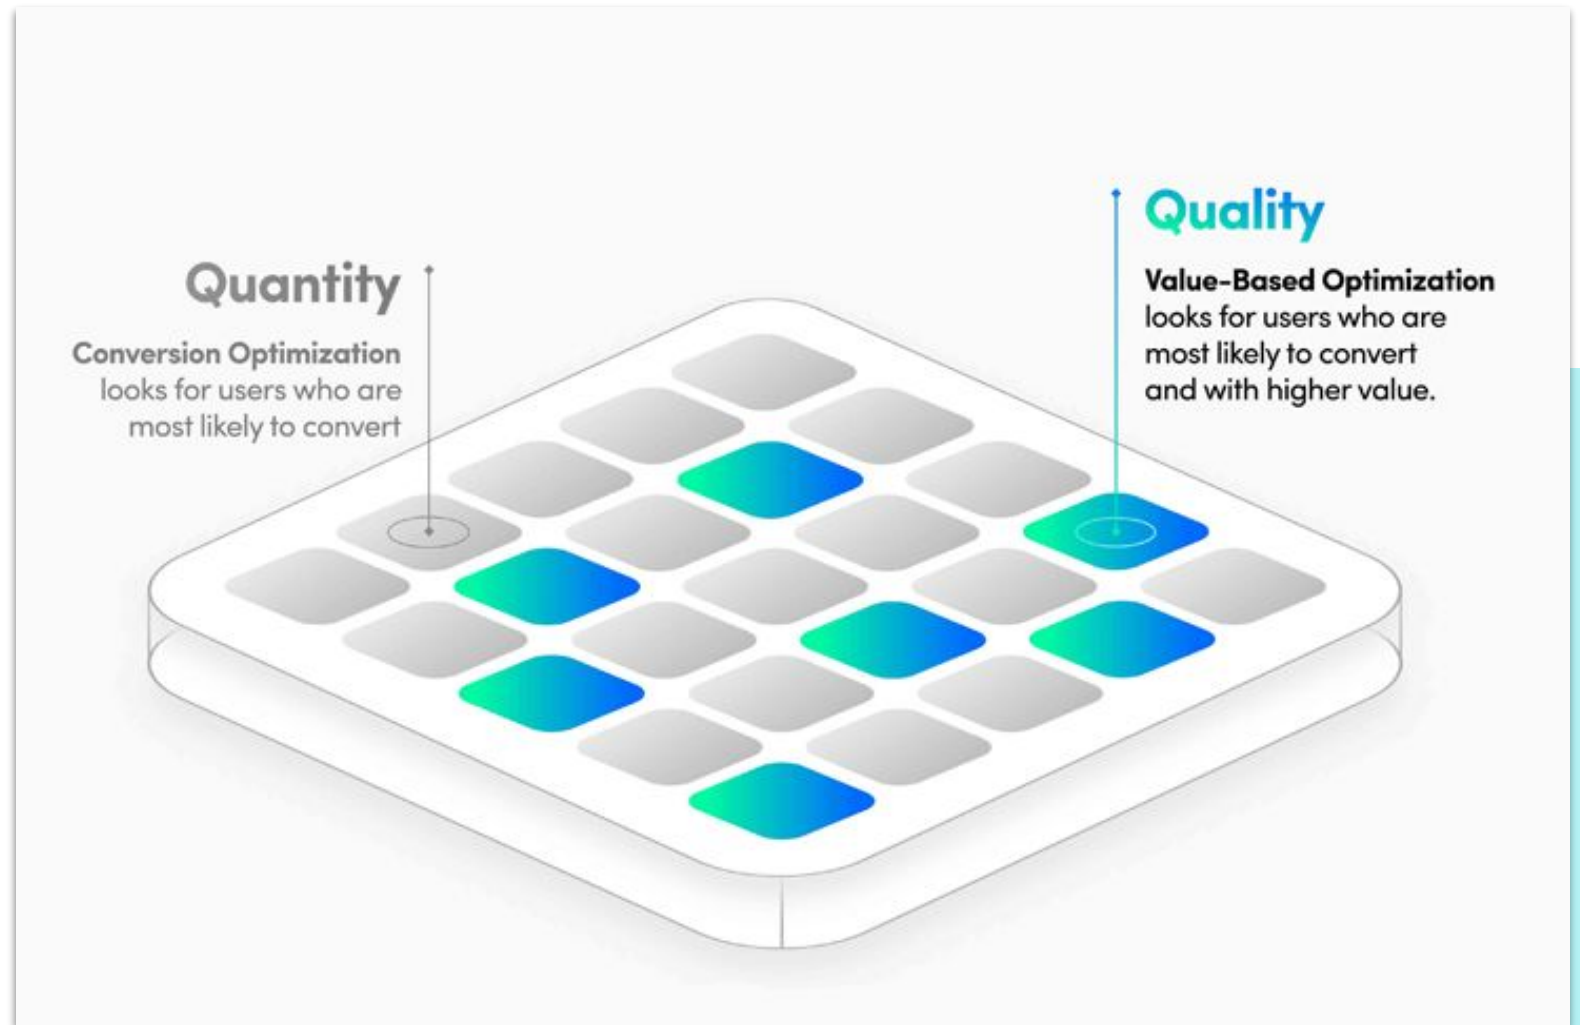 Quantity
Conversion Optimization
looks for users who are
most likely to convert
Quality
Value-Based Optimization
looks for users who are
most likely to convert
and with higher value.